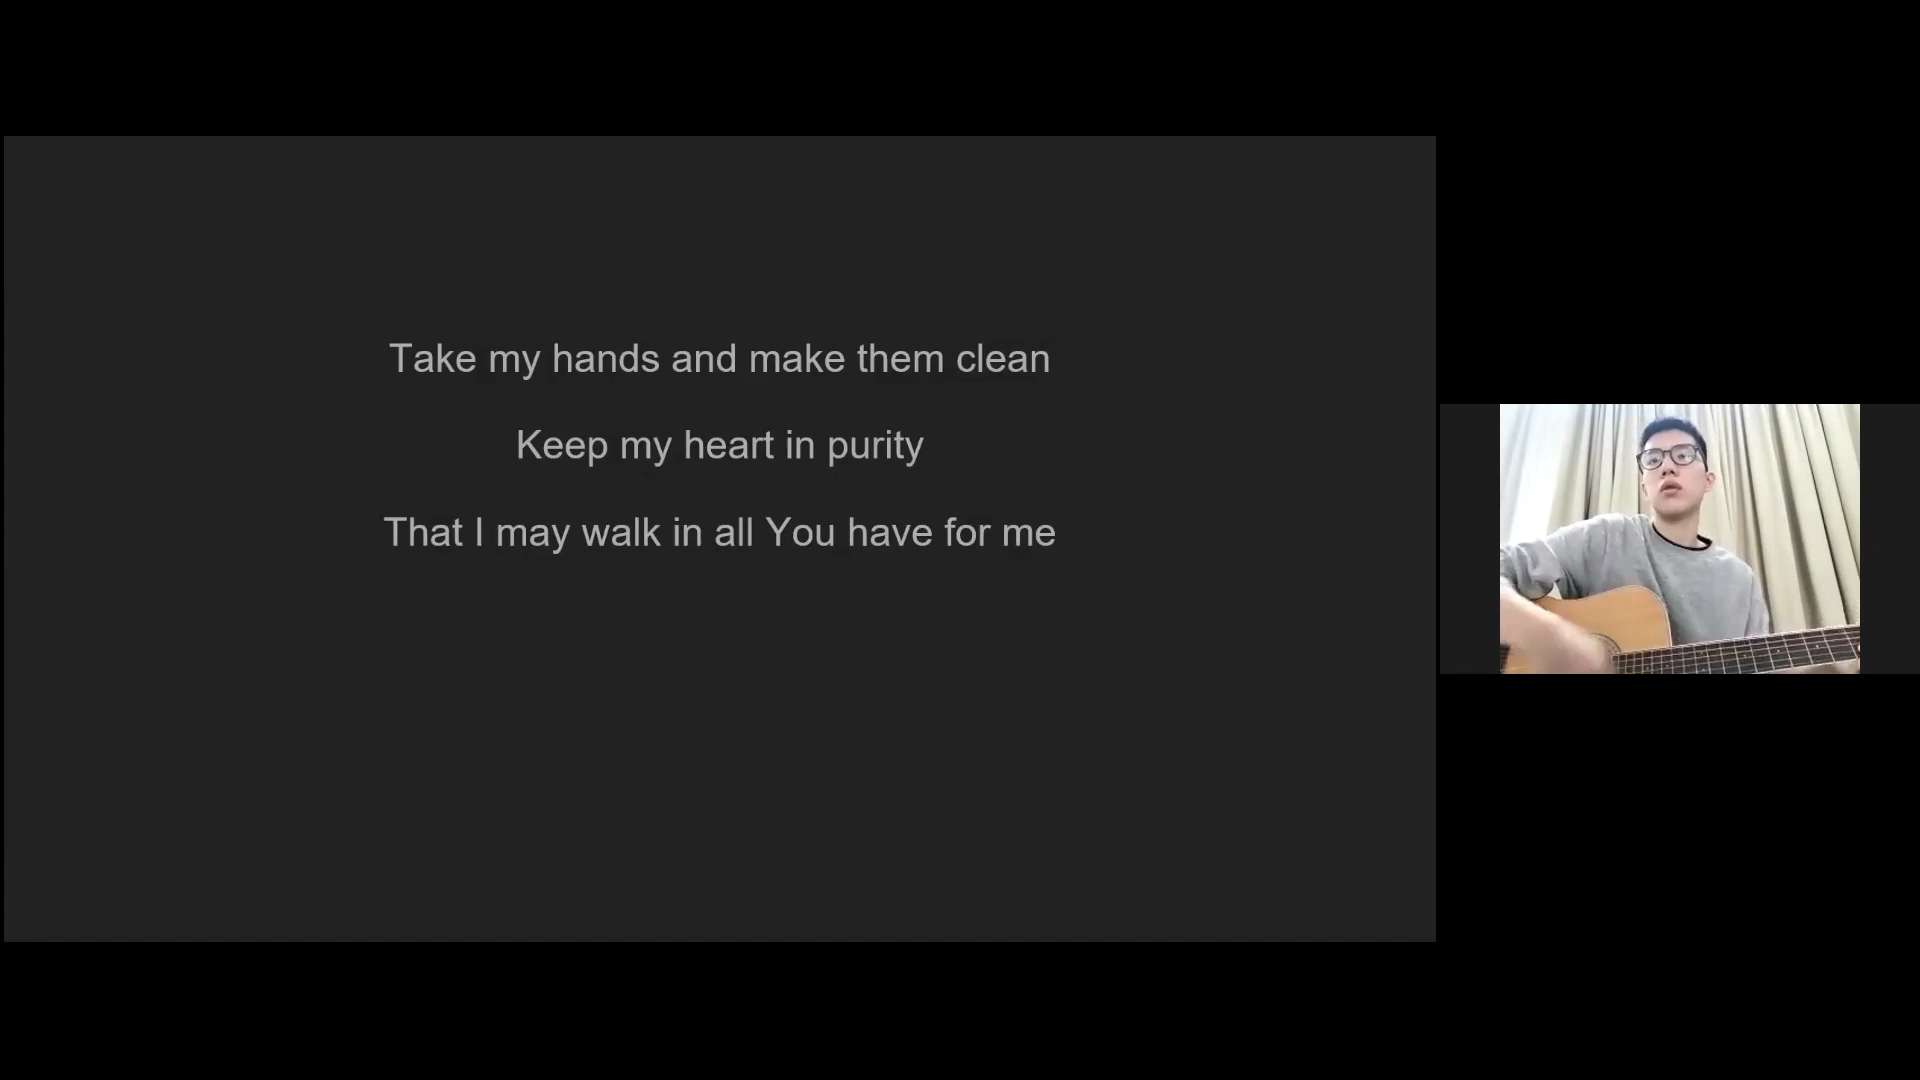 Take my hands and make them clean
Keep my heart in purity
That I may walk in all You have for me